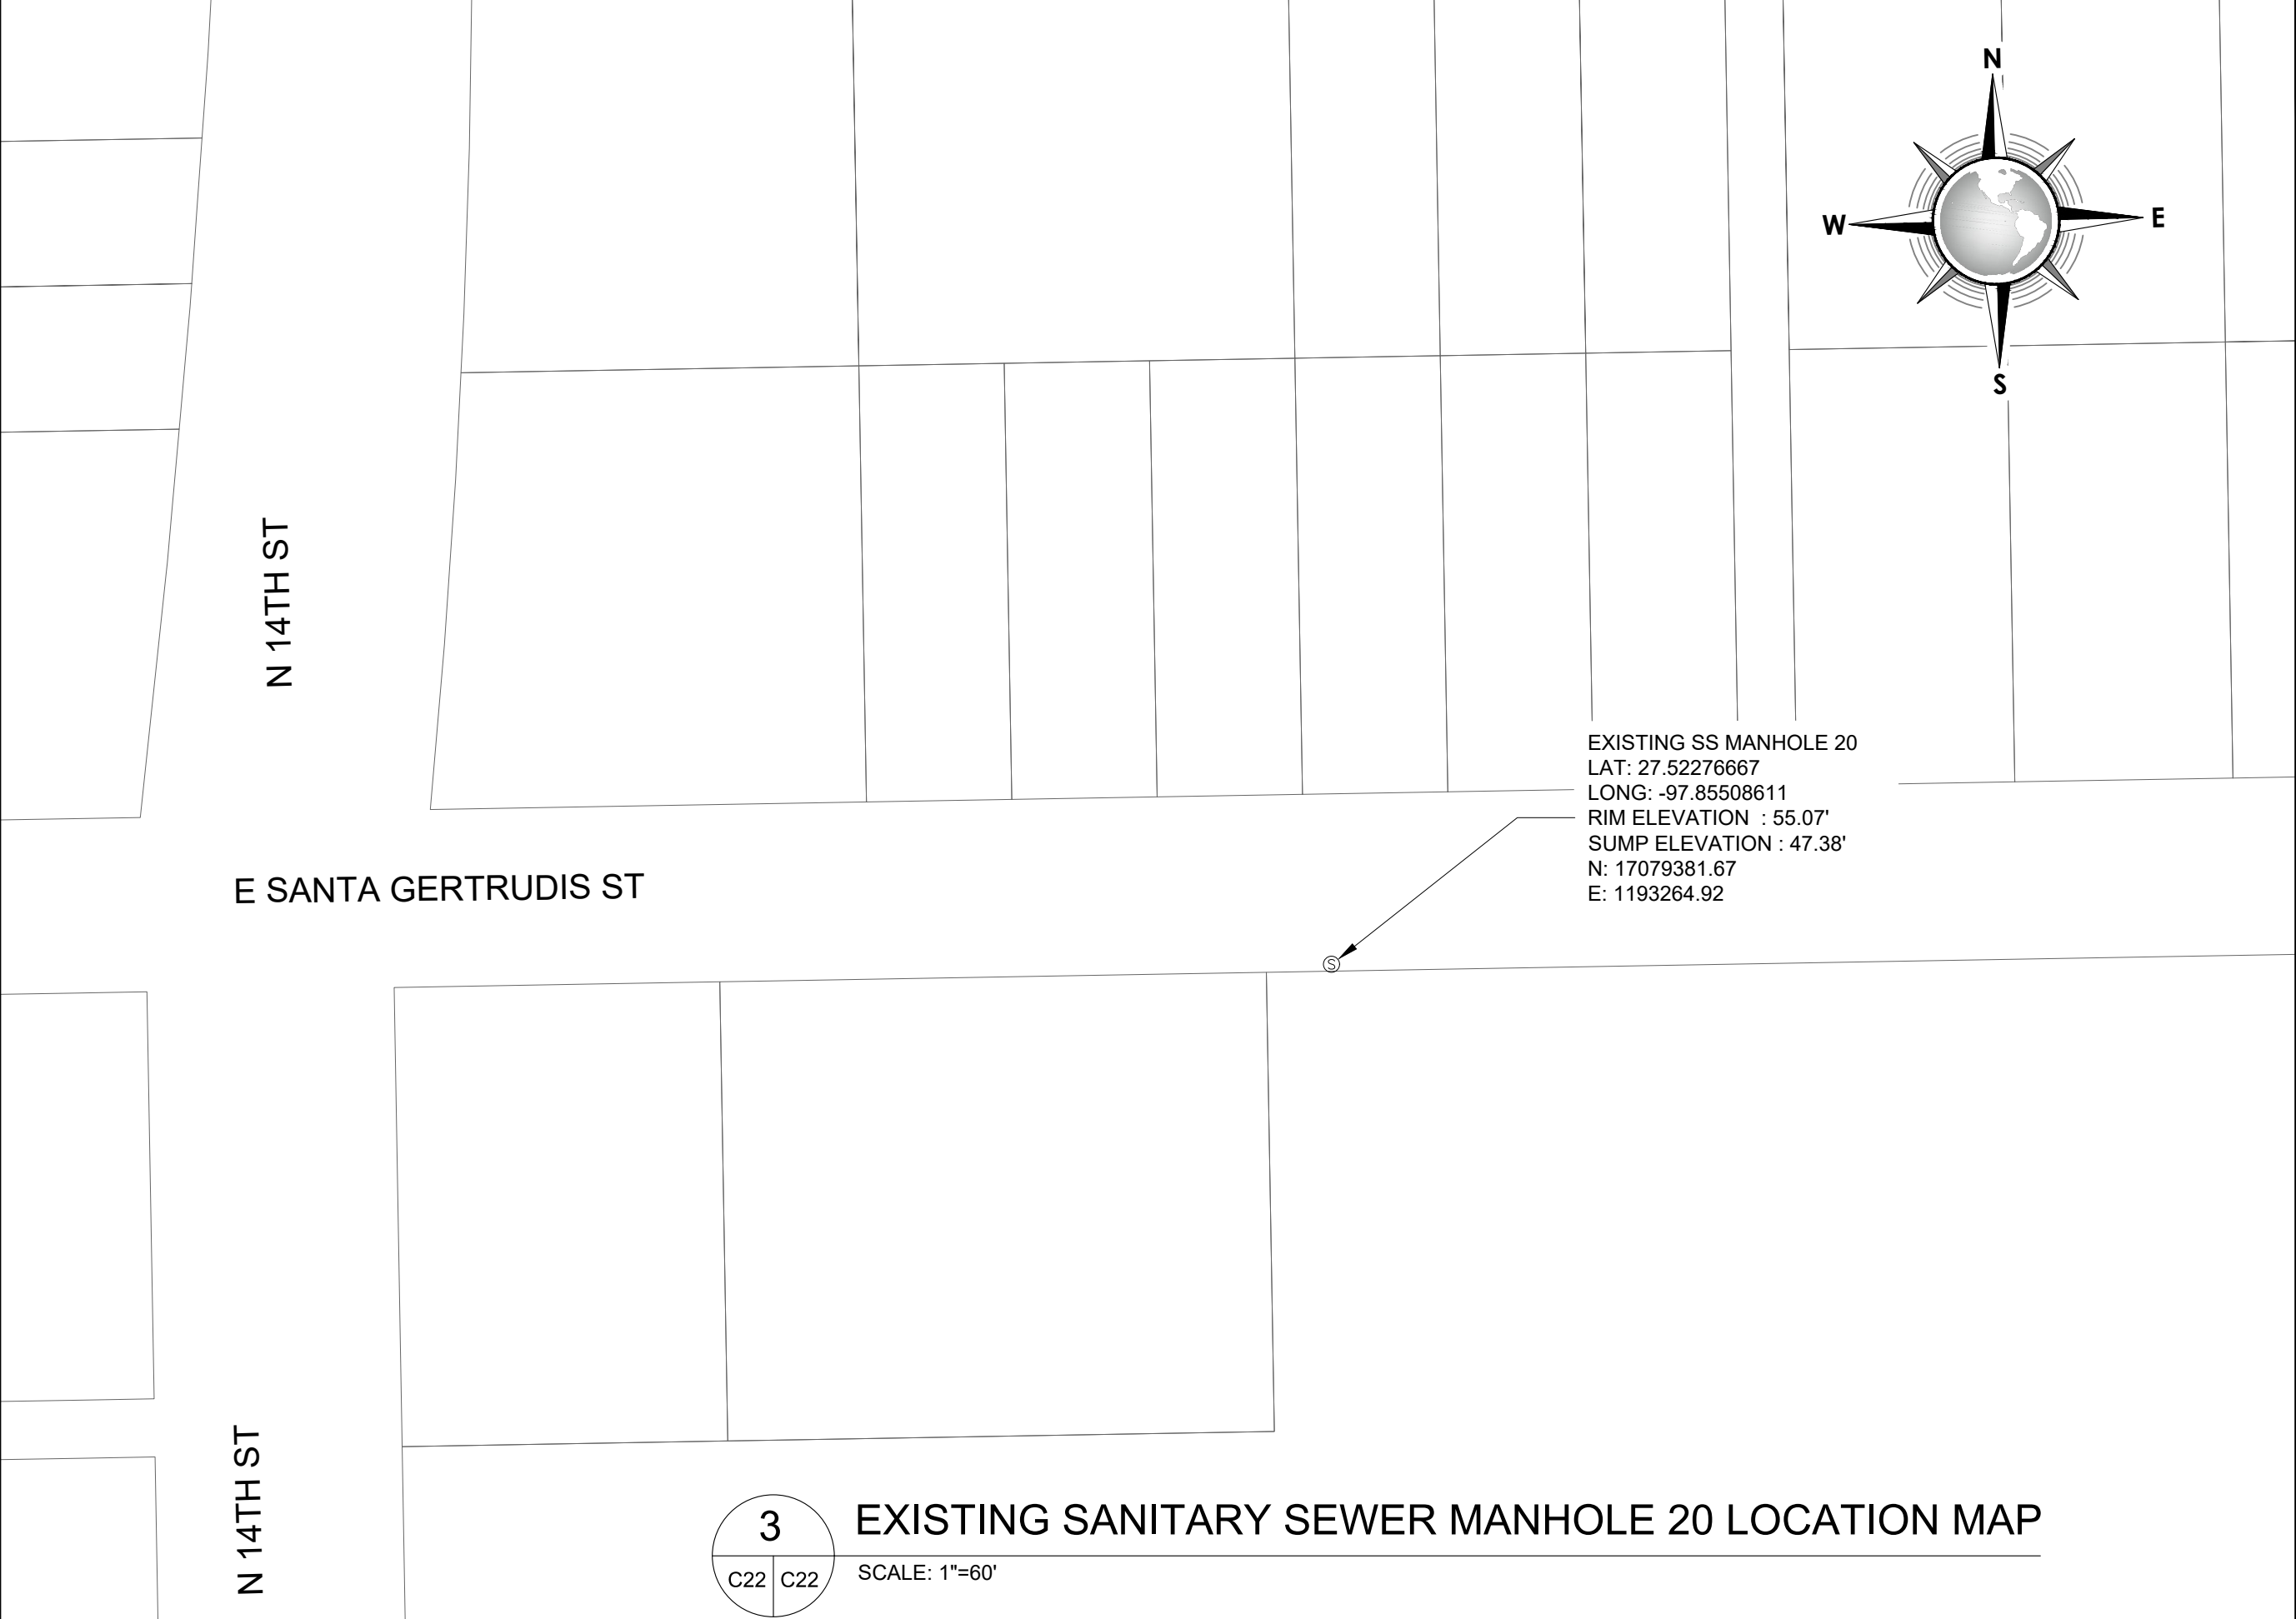 N
W
E
S
N 14TH ST
EXISTING SS MANHOLE 20
LAT: 27.52276667
LONG: -97.85508611
RIM ELEVATION : 55.07'
SUMP ELEVATION : 47.38'
N: 17079381.67
E: 1193264.92
E SANTA GERTRUDIS ST
S
N 14TH ST
3
C22 C22
EXISTING SANITARY SEWER MANHOLE 20 LOCATION MAP
SCALE: 1"=60'